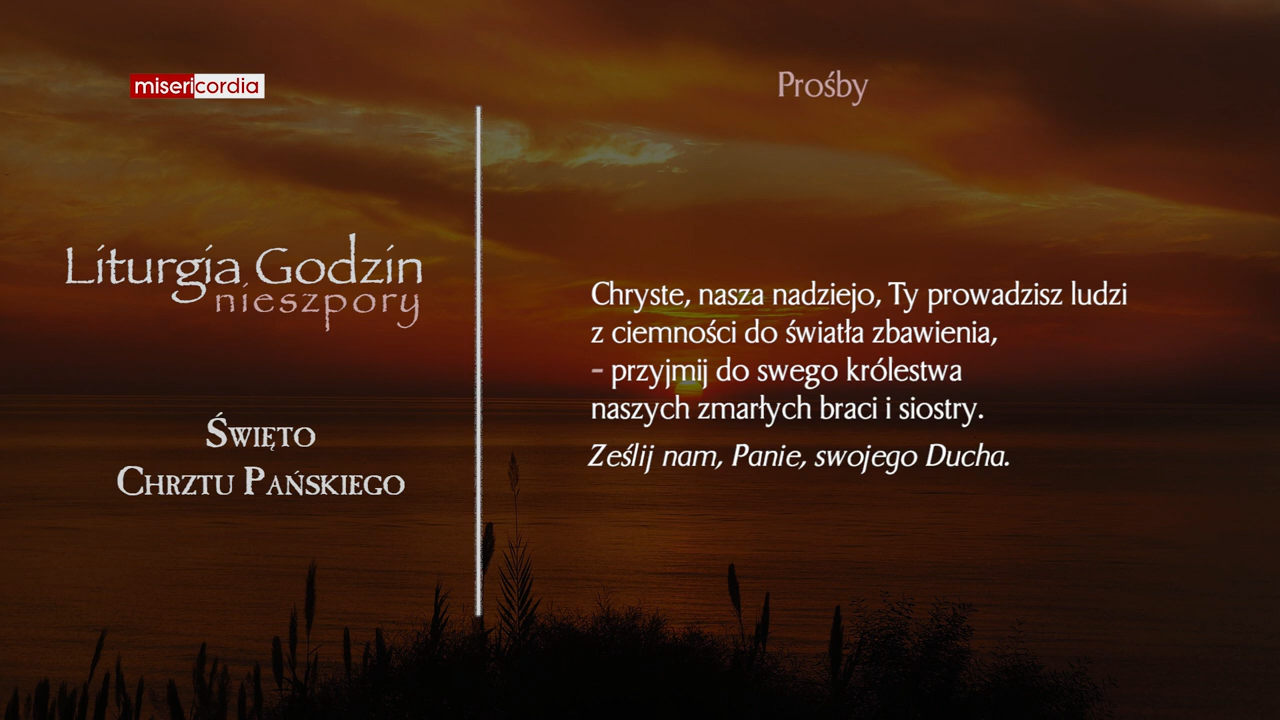 misericordia
Prośby
Liturgia Godzin
nieszpory
Święto
Chrztu Pańskiego
Chryste, nasza nadziejo, Ty prowadzisz ludzi
z ciemności do światła zbawienia,
– przyjmij do swego królestwa
naszych zmarłych braci i siostry.
Ześlij nam, Panie, swojego Ducha.